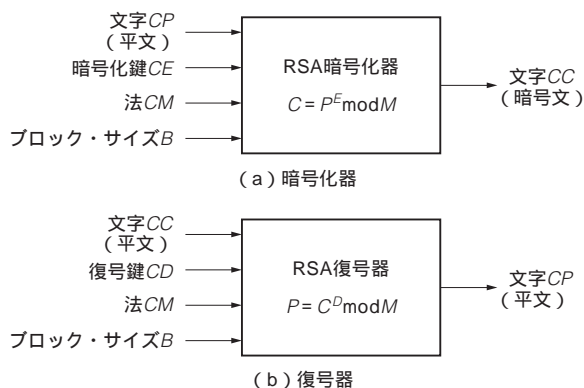 文字CP
（平文）
暗号化鍵CE
法CM
ブロック・サイズB
RSA暗号化器
C = P^E modM
文字CC
（暗号文）
（a）暗号化器
文字CC
（平文）
復号鍵CD
法CM
ブロック・サイズB
RSA復号器
P = C^D modM
文字CP
（平文）
（b）復号器